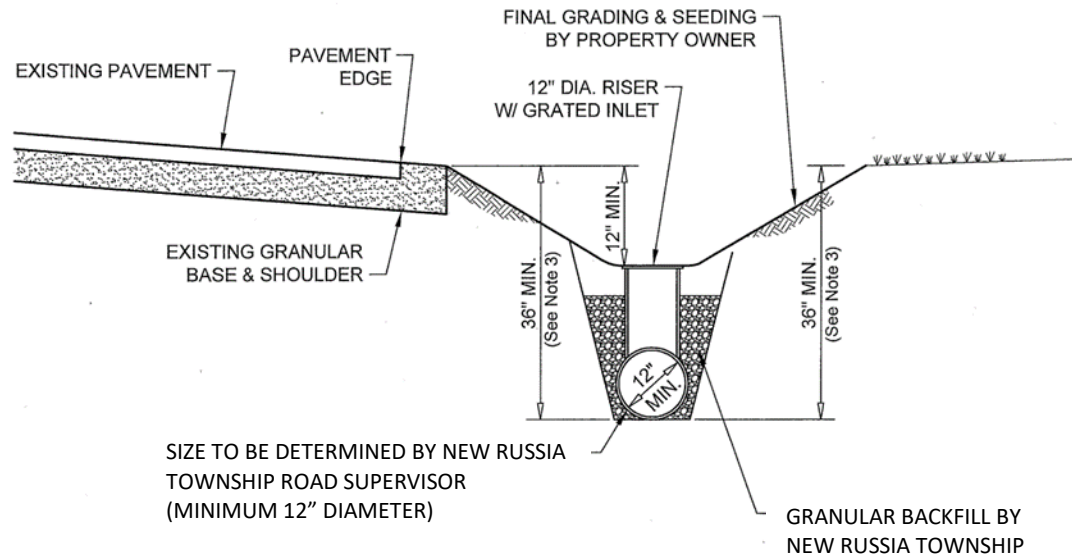 FINAL GRADING & SEEDING
BY PROPERTY OWNER
PAVEMENT
EDGE
EXISTING PAVEMENT
12" DIA. RISER
W/ GRATED INLET
12" MIN.
EXISTING GRANULAR
BASE & SHOULDER
36" MIN.
(See Note 3)
36" MIN.
(See Note 3)
12"
MIN.
SIZE TO BE DETERMINED BY NEW RUSSIA
TOWNSHIP ROAD SUPERVISOR
(MINIMUM 12” DIAMETER)
GRANULAR BACKFILL BY
NEW RUSSIA TOWNSHIP